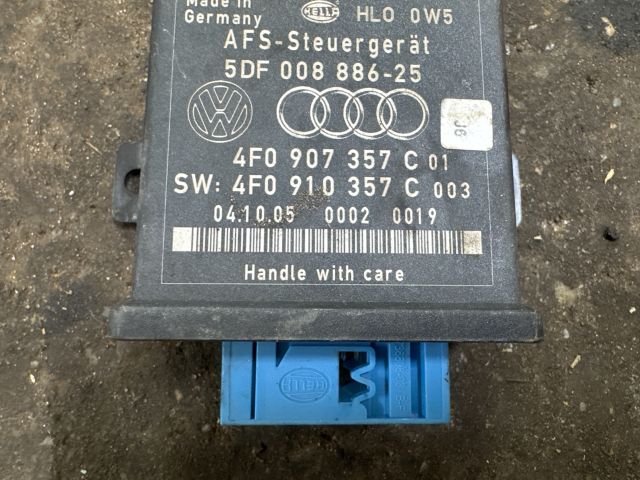 Made in
Germany
HELLA
HLO 0W5
AFS-Steuergerät
5DF 008 886-25
4F0 907 357 C 01
SW: 4F0 910 357 C 003
04.10.05 0002 0019
Handle with care
HELLA